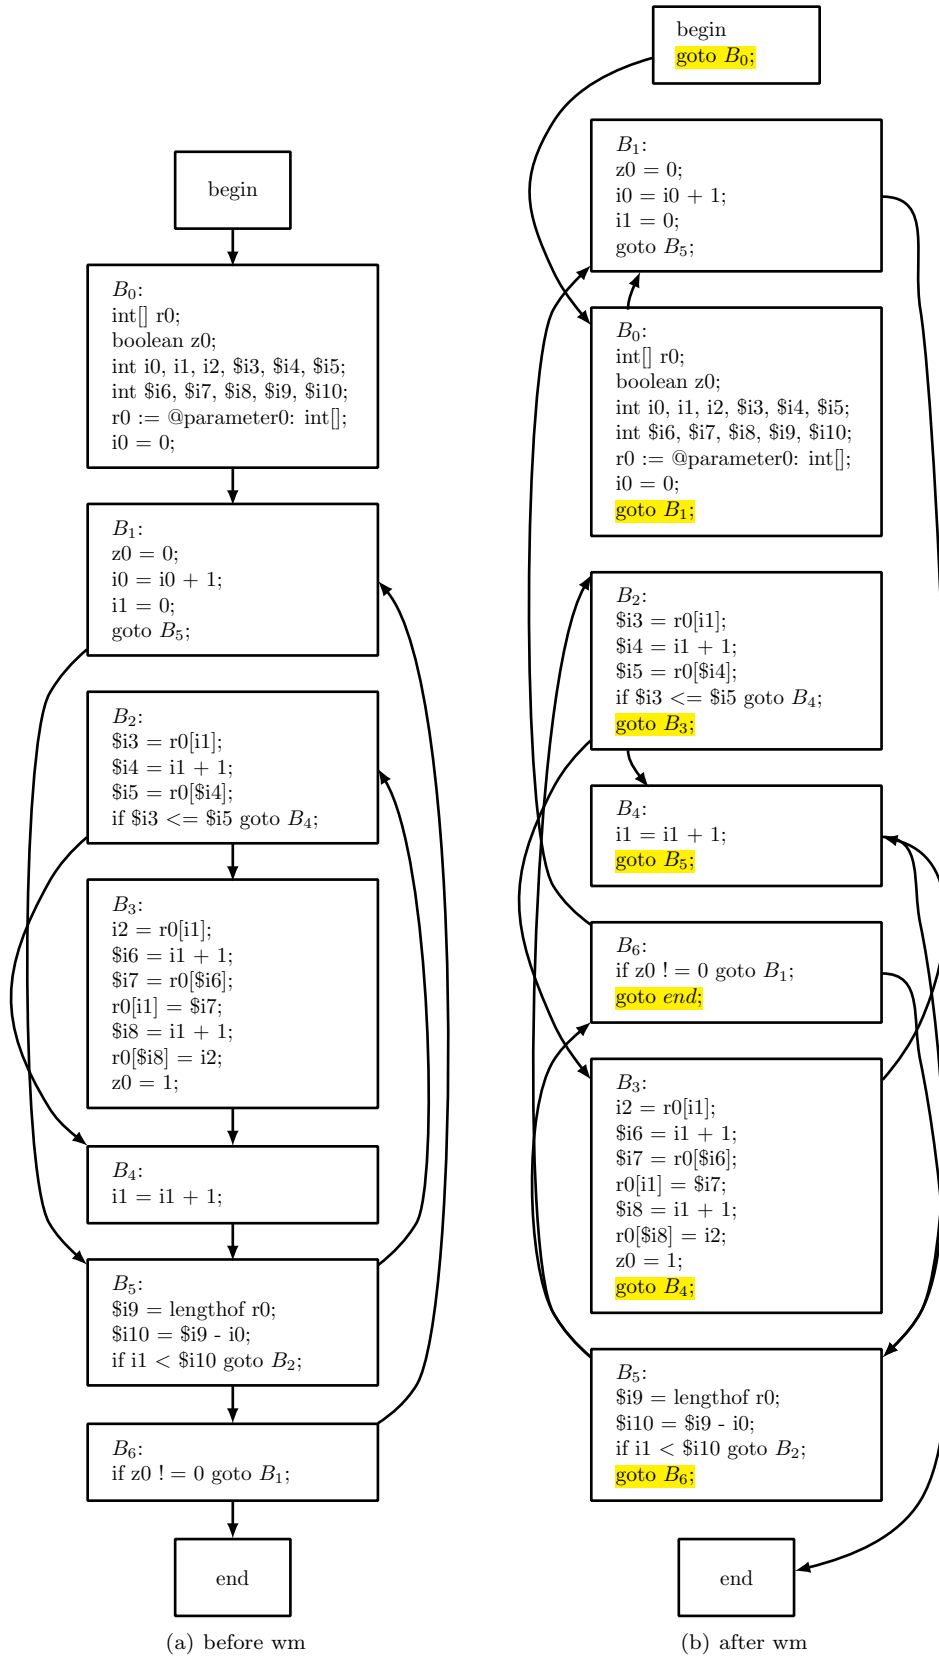 begin
B₀:
int[] r0;
boolean z0;
int i0, i1, i2, $i3, $i4, $i5;
int $i6, $i7, $i8, $i9, $i10;
r0 := @parameter0: int[];
i0 = 0;
B₁:
z0 = 0;
i0 = i0 + 1;
i1 = 0;
goto B₅;
B₂:
$i3 = r0[i1];
$i4 = i1 + 1;
$i5 = r0[$i4];
if $i3 <= $i5 goto B₄;
B₃:
i2 = r0[i1];
$i6 = i1 + 1;
$i7 = r0[$i6];
r0[i1] = $i7;
$i8 = i1 + 1;
r0[$i8] = i2;
z0 = 1;
B₄:
i1 = i1 + 1;
B₅:
$i9 = lengthof r0;
$i10 = $i9 - i0;
if i1 < $i10 goto B₂;
B₆:
if z0 ! = 0 goto B₁;
end
(a) before wm
begin
goto B₀;
B₁:
z0 = 0;
i0 = i0 + 1;
i1 = 0;
goto B₅;
B₀:
int[] r0;
boolean z0;
int i0, i1, i2, $i3, $i4, $i5;
int $i6, $i7, $i8, $i9, $i10;
r0 := @parameter0: int[];
i0 = 0;
goto B₁;
B₂:
$i3 = r0[i1];
$i4 = i1 + 1;
$i5 = r0[$i4];
if $i3 <= $i5 goto B₄;
goto B₃;
B₄:
i1 = i1 + 1;
goto B₅;
B₆:
if z0 ! = 0 goto B₁;
goto end;
B₃:
i2 = r0[i1];
$i6 = i1 + 1;
$i7 = r0[$i6];
r0[i1] = $i7;
$i8 = i1 + 1;
r0[$i8] = i2;
z0 = 1;
goto B₄;
B₅:
$i9 = lengthof r0;
$i10 = $i9 - i0;
if i1 < $i10 goto B₂;
goto B₆;
end
(b) after wm